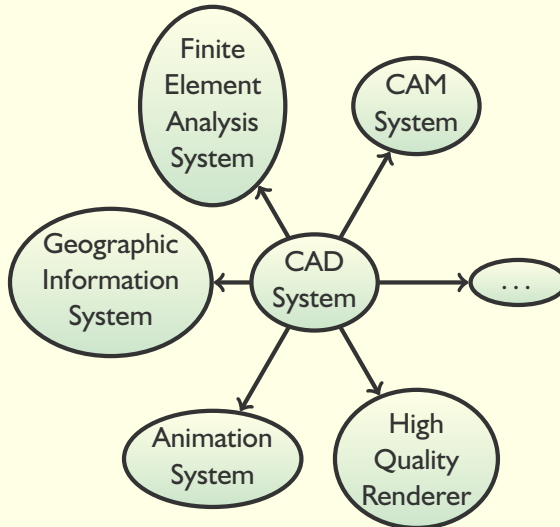 Finite
Element
Analysis
System
CAM
System
Geographic
Information
System
CAD
System
...
Animation
System
High
Quality
Renderer